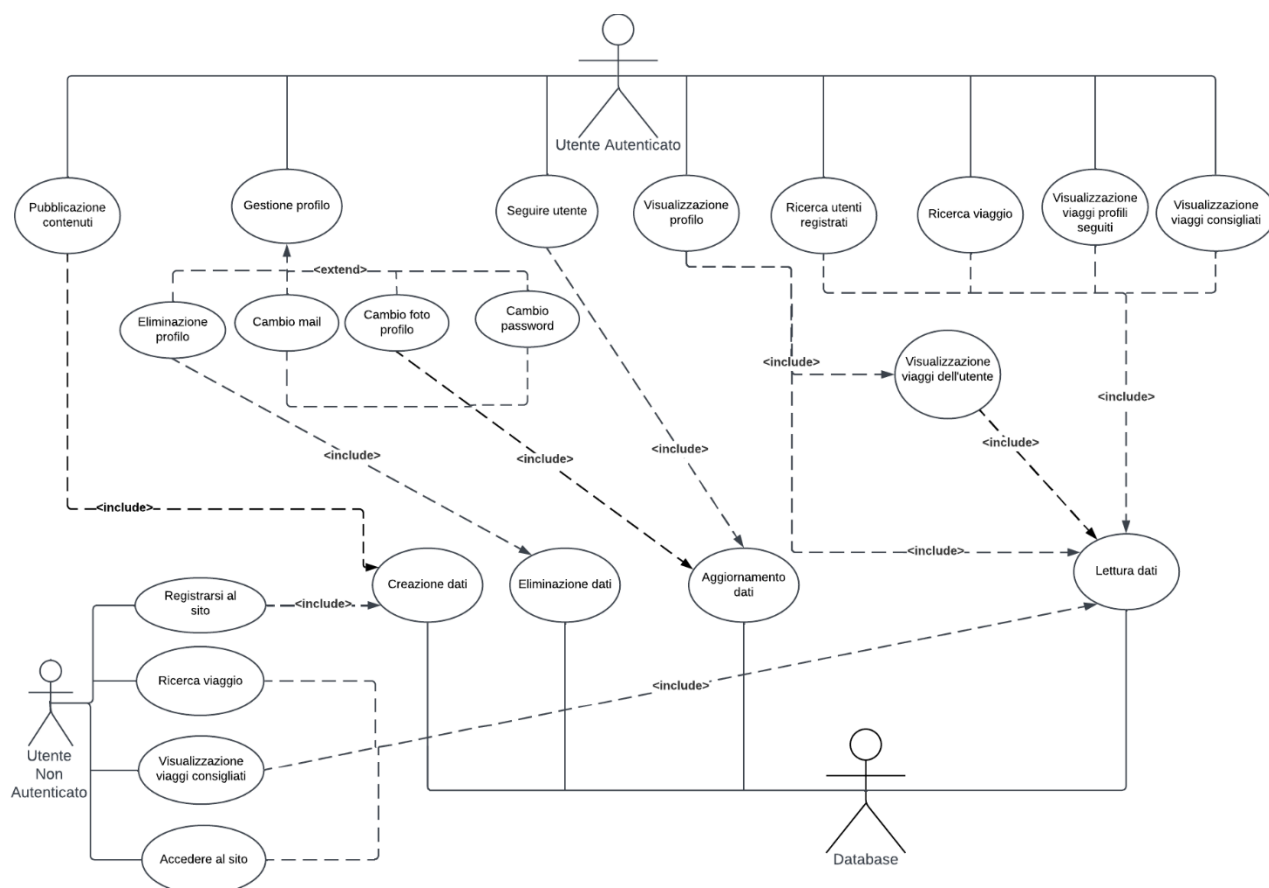 Utente Autenticato
Pubblicazione
contenuti
Gestione profilo
Seguire utente
Visualizzazione
profilo
Ricerca utenti
registrati
Ricerca viaggio
Visualizzazione
viaggi profili
seguiti
Visualizzazione
viaggi consigliati
<extend>
Eliminazione
profilo
Cambio mail
Cambio foto
profilo
Cambio
password
<include>
Visualizzazione
viaggi dell'utente
<include>
<include>
<include>
<include>
<include>
<include>
<include>
<include>
Creazione dati
Eliminazione dati
Aggiornamento
dati
Lettura dati
Registrarsi al
sito
<include>
Ricerca viaggio
<include>
Utente
Non
Autenticato
Visualizzazione
viaggi consigliati
Accedere al sito
Database